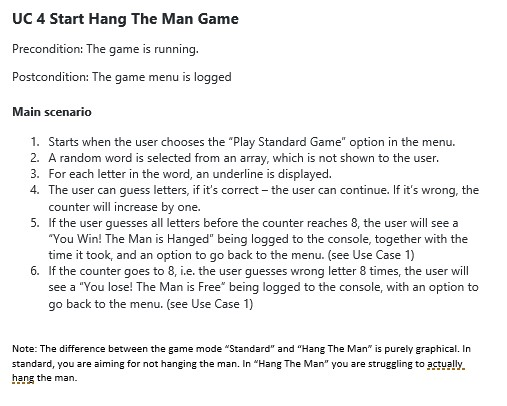 UC 4 Start Hang The Man Game
Precondition: The game is running.
Postcondition: The game menu is logged
Main scenario
1. Starts when the user chooses the “Play Standard Game” option in the menu.
2. A random word is selected from an array, which is not shown to the user.
3. For each letter in the word, an underline is displayed.
4. The user can guess letters, if it’s correct – the user can continue. If it’s wrong, the
counter will increase by one.
5. If the user guesses all letters before the counter reaches 8, the user will see a
“You Win! The Man is Hanged” being logged to the console, together with the
time it took, and an option to go back to the menu. (see Use Case 1)
6. If the counter goes to 8, i.e. the user guesses wrong letter 8 times, the user will
see a “You lose! The Man is Free” being logged to the console, with an option to
go back to the menu. (see Use Case 1)
Note: The difference between the game mode “Standard” and “Hang The Man” is purely graphical. In
standard, you are aiming for not hanging the man. In “Hang The Man” you are struggling to actually
hang the man.